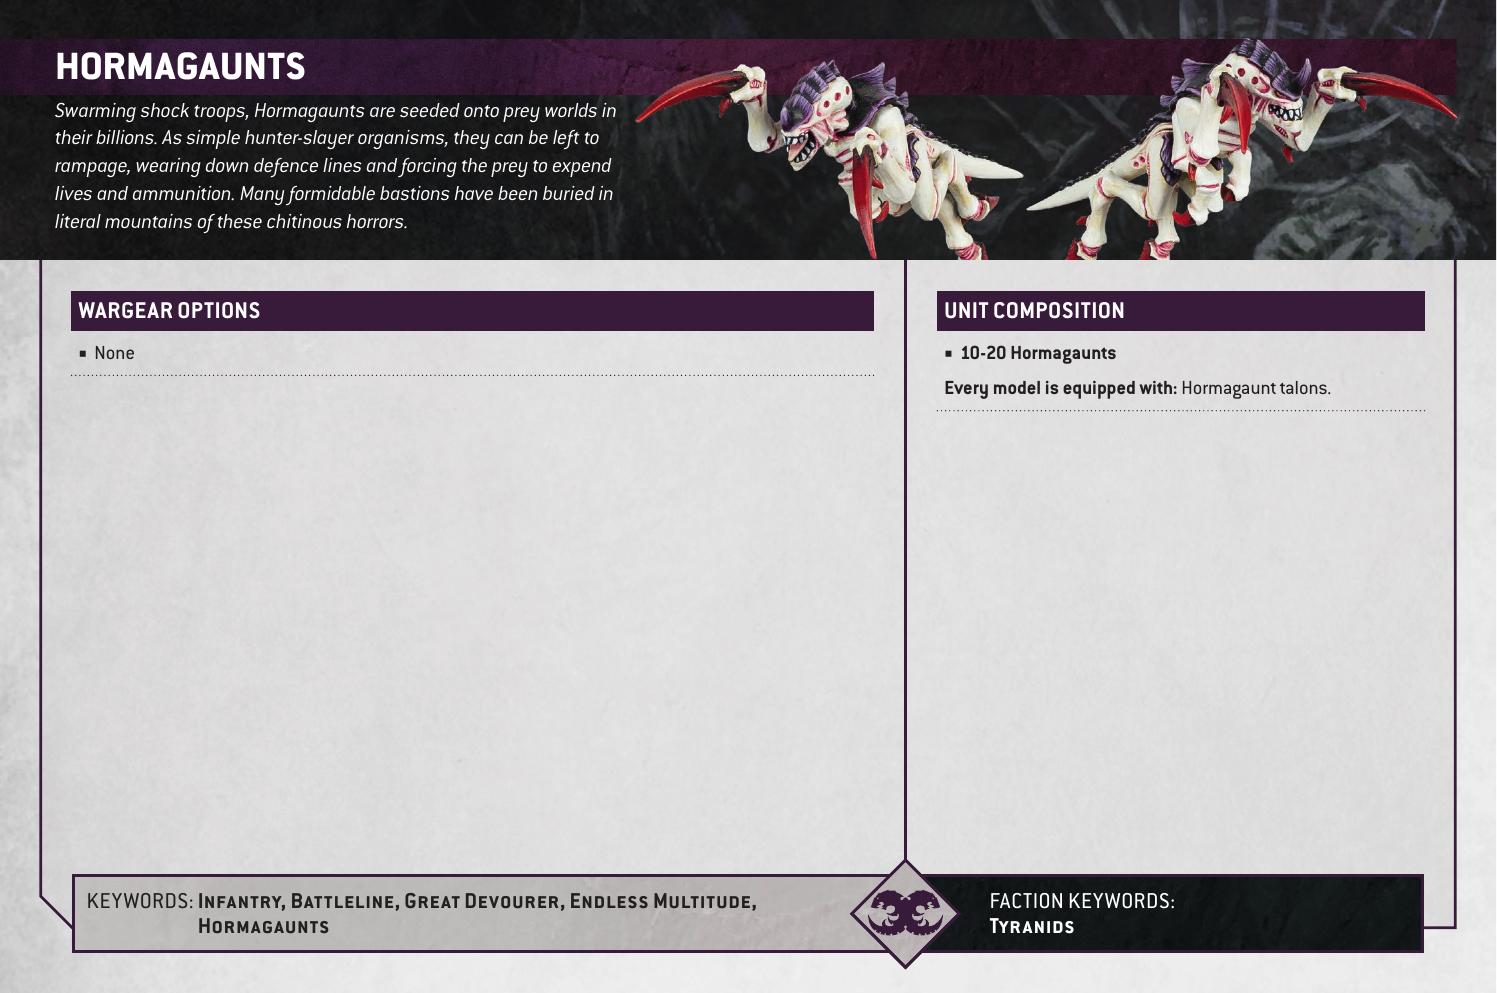 HORMAGAUNTS
Swarming shock troops, Hormagaunts are seeded onto prey worlds in
their billions. As simple hunter-slayer organisms, they can be left to
rampage, wearing down defence lines and forcing the prey to expend
lives and ammunition. Many formidable bastions have been buried in
literal mountains of these chitinous horrors.
WARGEAR OPTIONS
▪ None
UNIT COMPOSITION
▪ 10-20 Hormagaunts
Every model is equipped with: Hormagaunt talons.
KEYWORDS: Infantry, Battleline, Great Devourer, Endless Multitude,
Hormagaunts
FACTION KEYWORDS:
Tyranids